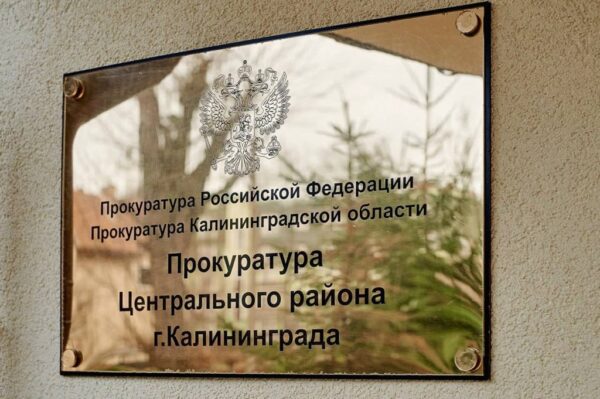 Прокуратура Российской Федерации
Прокуратура Калининградской области
Прокуратура
Центрального района
г.Калининграда